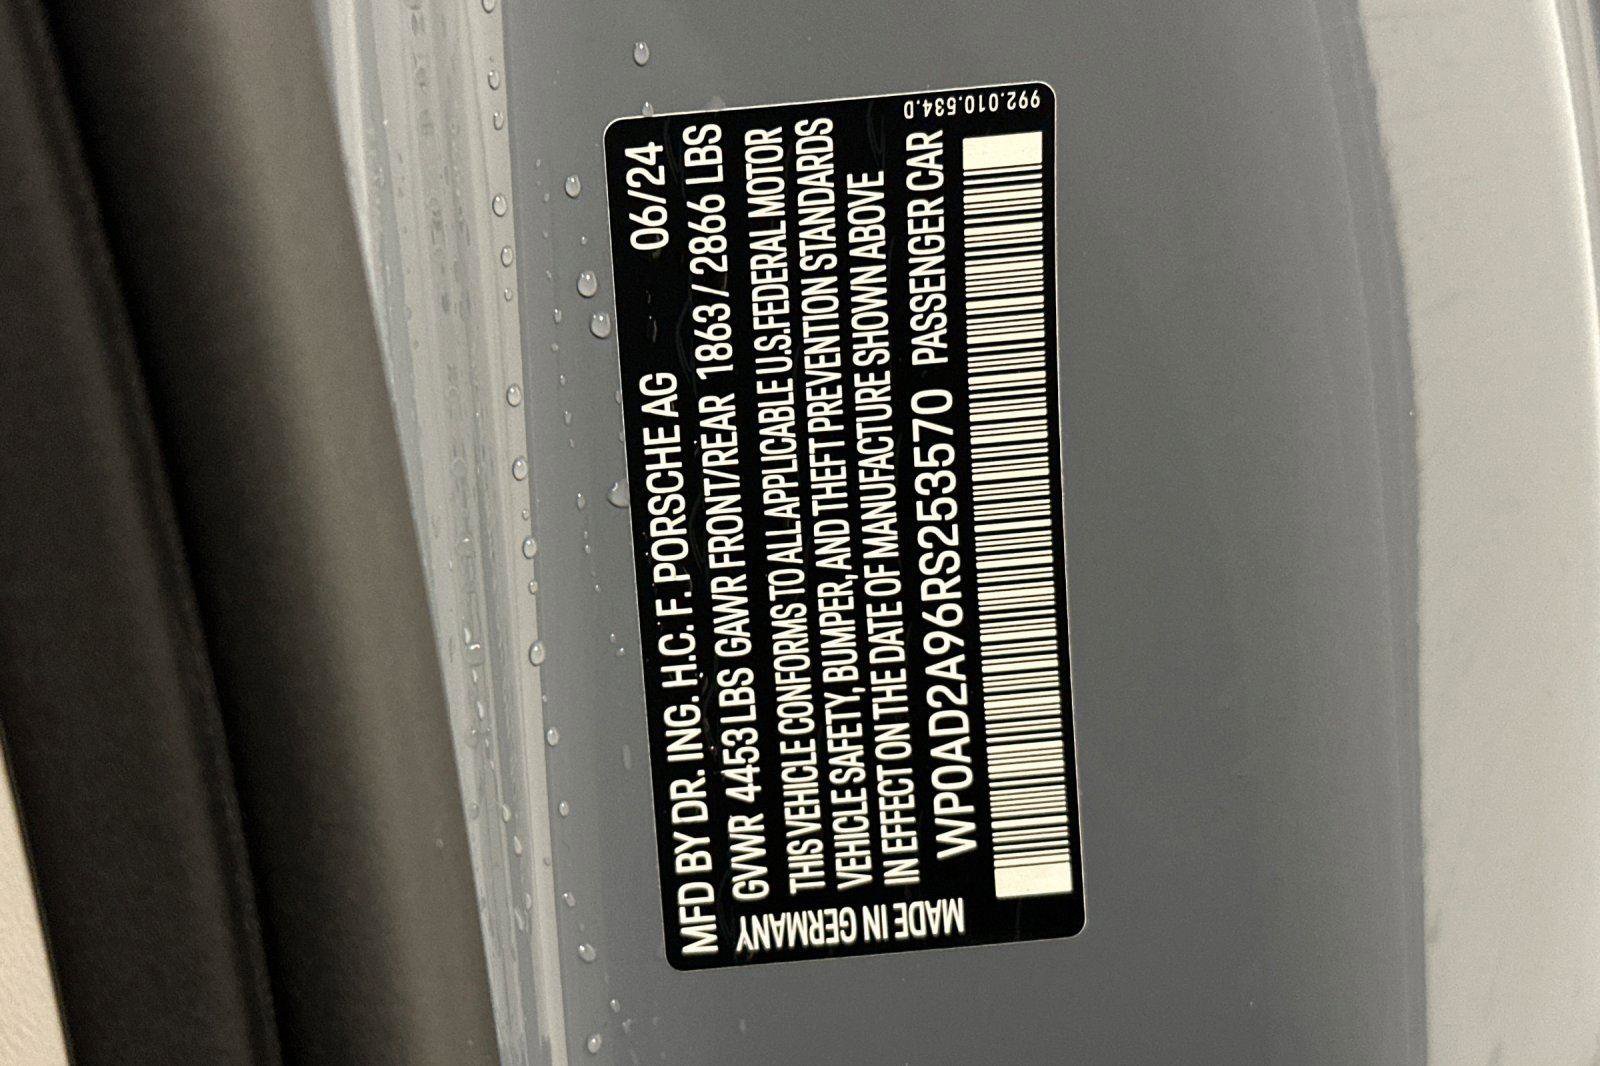 MFD BY DR. ING. H.C. F. PORSCHE AG 06/24
GVWR 4453 LBS GAWR FRONT/REAR 1863 / 2866 LBS
THIS VEHICLE CONFORMS TO ALL APPLICABLE U.S. FEDERAL MOTOR
VEHICLE SAFETY, BUMPER, AND THEFT PREVENTION STANDARDS
IN EFFECT ON THE DATE OF MANUFACTURE SHOWN ABOVE
WP0AD2A96RS253570 PASSENGER CAR
MADE IN GERMANY
992.010.534.D